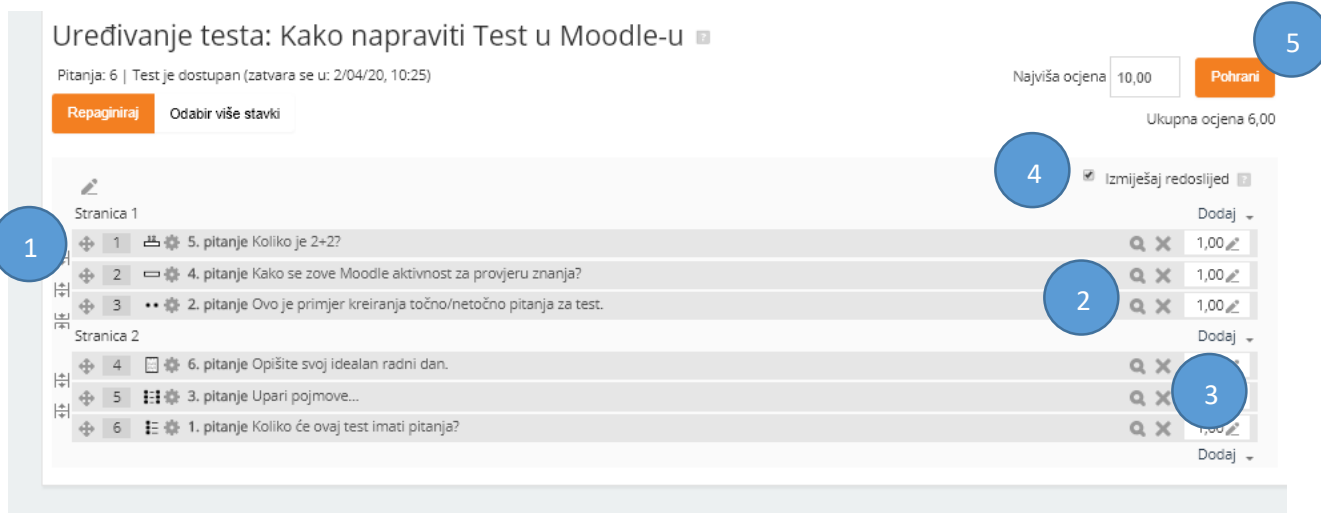 Uređivanje testa: Kako napraviti Test u Moodle-u ?
5
Pitanja: 6 | Test je dostupan (zatvara se u: 2/04/20, 10:25)
Najviša ocjena 10,00 Pohrani
Repaginiraj Odabir više stavki
Ukupna ocjena 6,00
4 Izmiješaj redoslijed ?
Stranica 1 Dodaj
1
1 5. pitanje Koliko je 2+2? 1,00
2 4. pitanje Kako se zove Moodle aktivnost za provjeru znanja? 1,00
2
3 2. pitanje Ovo je primjer kreiranja točno/netočno pitanja za test. 1,00
Stranica 2 Dodaj
4 6. pitanje Opišite svoj idealan radni dan.
3
5 3. pitanje Upari pojmove...
6 1. pitanje Koliko će ovaj test imati pitanja? 1,00
Dodaj